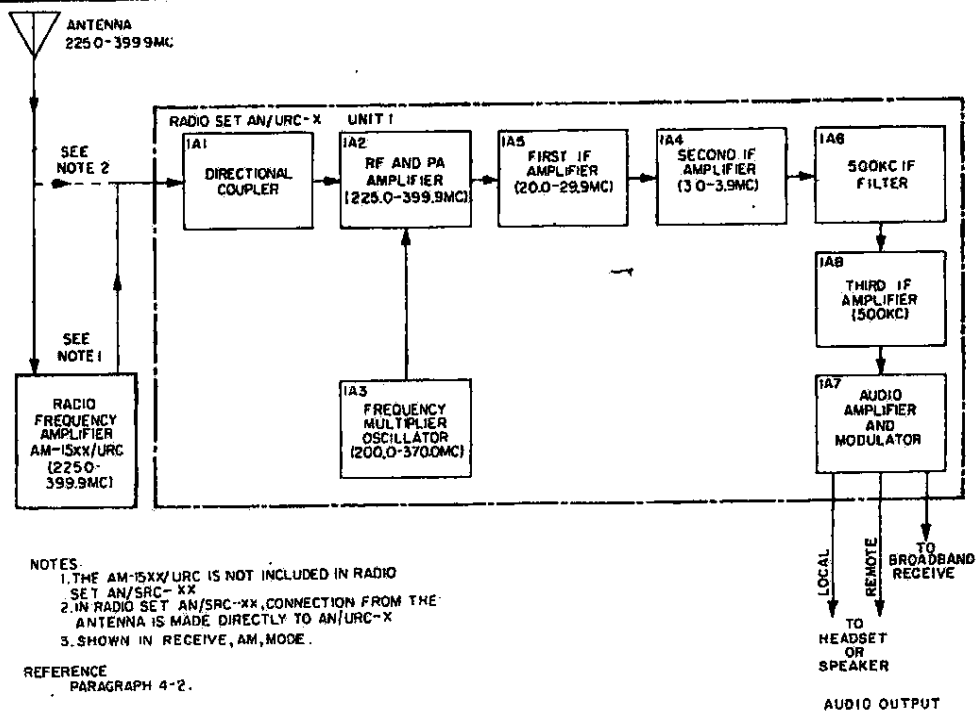 ANTENNA
225.0-399.9MC
RADIO SET AN/URC-X UNIT 1
SEE
NOTE 2
1A1
DIRECTIONAL
COUPLER
1A2
RF AND PA
AMPLIFIER
(225.0-399.9MC)
1A5
FIRST IF
AMPLIFIER
(20.0-29.9MC)
1A4
SECOND IF
AMPLIFIER
(3.0-3.9MC)
1A6
500KC IF
FILTER
1A8
THIRD IF
AMPLIFIER
(500KC)
SEE
NOTE 1
RADIO
FREQUENCY
AMPLIFIER
AM-15XX/URC
(225.0-
399.9MC)
1A3
FREQUENCY
MULTIPLIER
OSCILLATOR
(200.0-370.0MC)
1A7
AUDIO
AMPLIFIER
AND
MODULATOR
LOCAL
REMOTE
TO
BROADBAND
RECEIVE
TO
HEADSET
OR
SPEAKER
AUDIO OUTPUT
NOTES
1. THE AM-15XX/URC IS NOT INCLUDED IN RADIO
SET AN/SRC-XX
2. IN RADIO SET AN/SRC-XX, CONNECTION FROM THE
ANTENNA IS MADE DIRECTLY TO AN/URC-X
3. SHOWN IN RECEIVE, AM, MODE.
REFERENCE
PARAGRAPH 4-2.